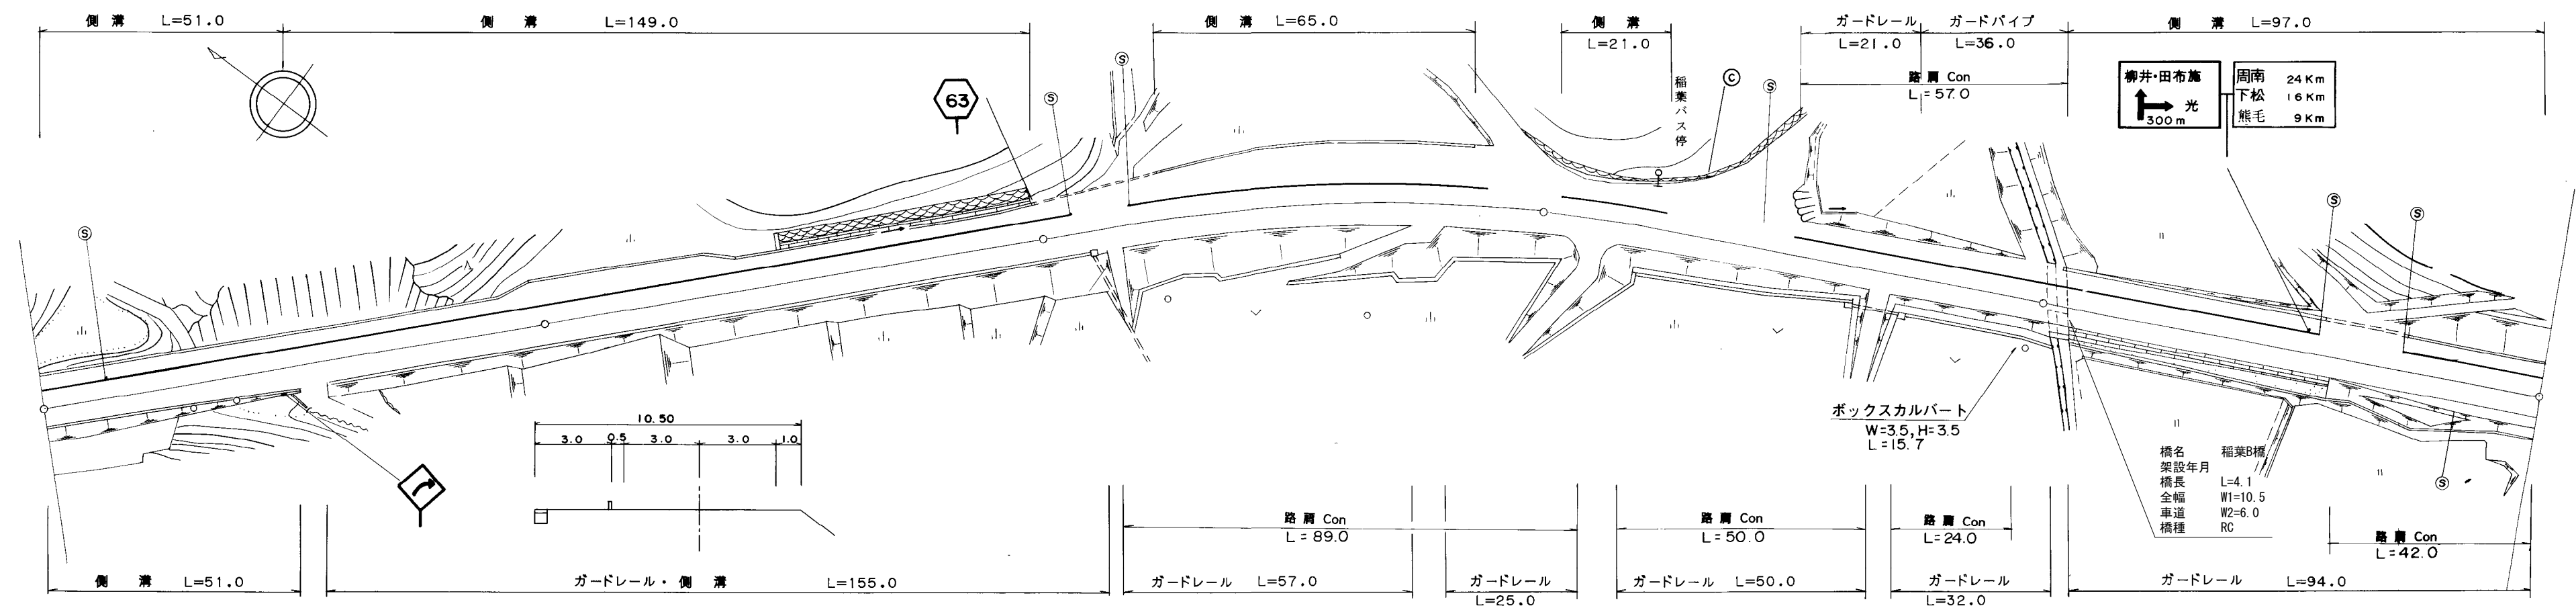 側溝 L=51.0
側溝 L=149.0
側溝 L=65.0
側溝
L=21.0
ガードレール
L=21.0
ガードパイプ
L=36.0
側溝 L=97.0
路肩 Con
L=57.0
63
S
S
S
稲葉バス停
C
S
柳井・田布施
光
300m
周南 24Km
下松 16Km
熊毛 9Km
S
S
S
10.50
3.0 0.5 3.0 3.0 1.0
ボックスカルバート
W=3.5,H=3.5
L=15.7
橋名 稲葉B橋
架設年月
橋長 L=4.1
全幅 W1=10.5
車道 W2=6.0
橋種 RC
S
路肩 Con
L=89.0
路肩 Con
L=50.0
路肩 Con
L=24.0
路肩 Con
L=42.0
側溝 L=51.0
ガードレール・側溝 L=155.0
ガードレール L=57.0
ガードレール
L=25.0
ガードレール L=50.0
ガードレール
L=32.0
ガードレール L=94.0